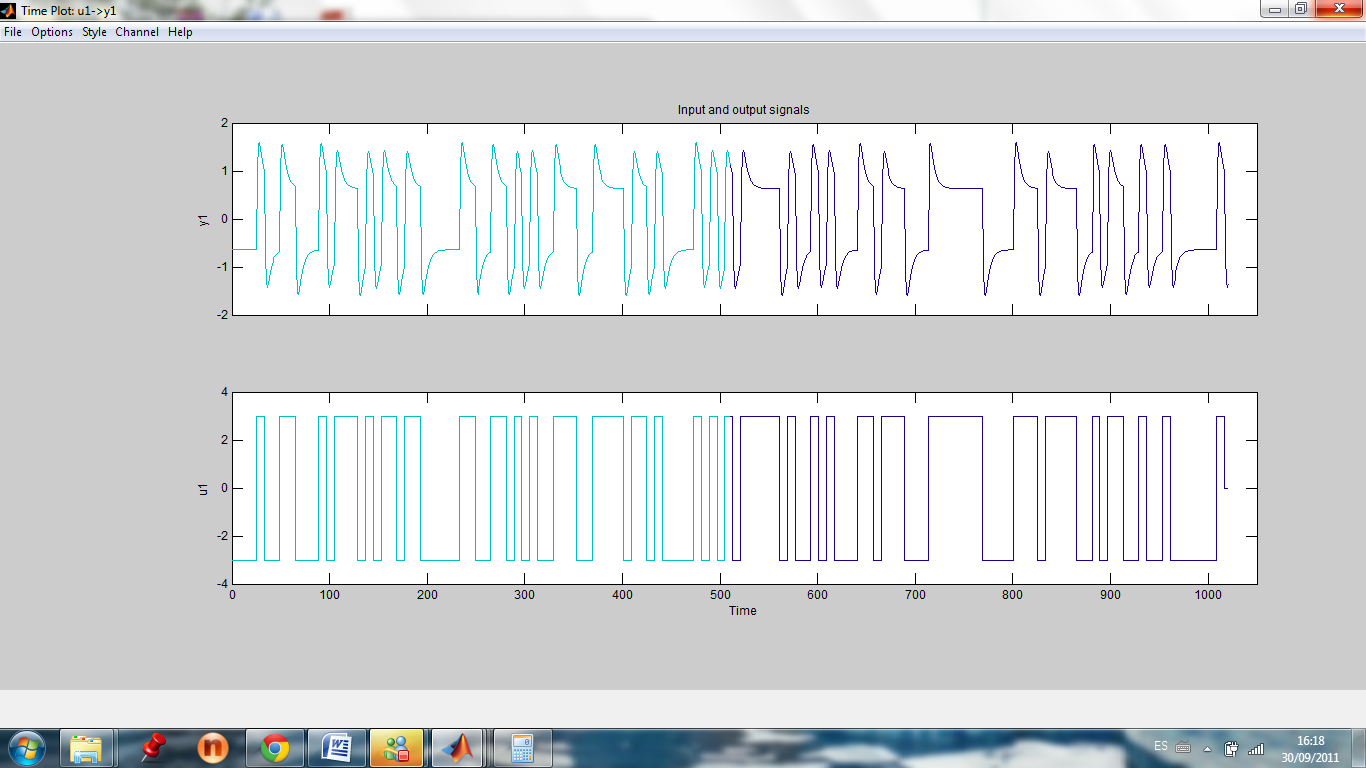 Time Plot: u1->y1
File Options Style Channel Help
Input and output signals
2
1
0
-1
-2
y1
4
2
0
-2
-4
u1
0 100 200 300 400 500 600 700 800 900 1000
Time
ES
16:18
30/09/2011